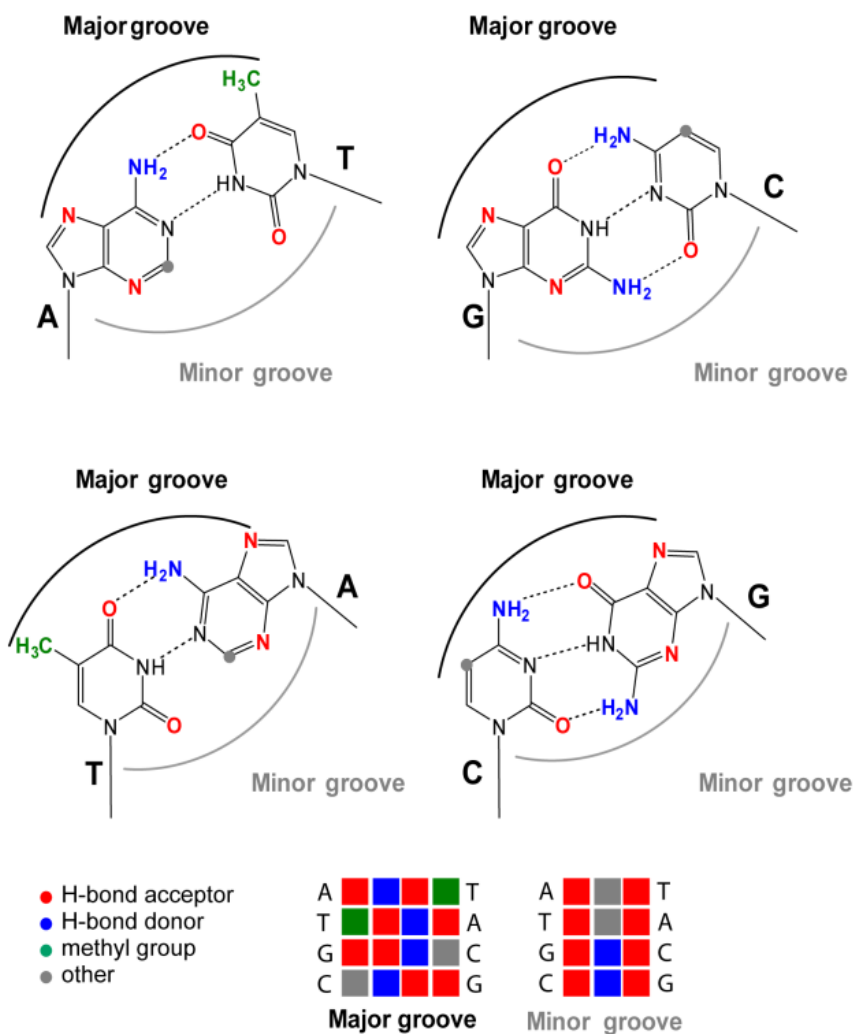 Major groove
Major groove
H₃C
O
T
NH₂
N
N
HN
N
O
N
N
A
Minor groove
H₂N
O
C
N
N
N
NH
O
N
N
NH₂
G
Minor groove
Major groove
Major groove
N
H₂N
N
A
O
N
N
H₃C
NH
O
N
T
Minor groove
N
O
NH₂
N
G
HN
N
N
O
H₂N
N
C
Minor groove
H-bond acceptor
H-bond donor
methyl group
other
A T
T A
G C
C G
Major groove
A T
T A
G C
C G
Minor groove